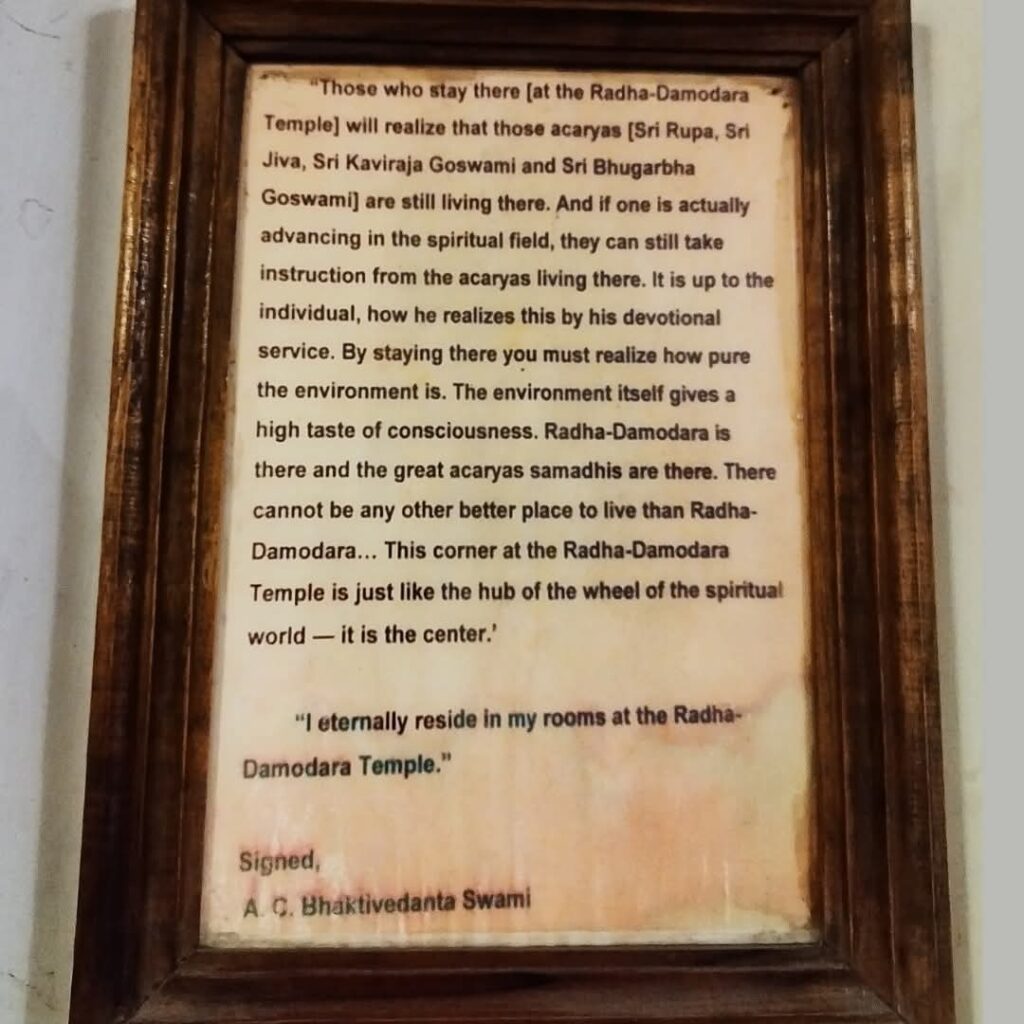 “Those who stay there [at the Radha-Damodara
Temple] will realize that those acaryas [Sri Rupa, Sri
Jiva, Sri Kaviraja Goswami and Sri Bhugarbha
Goswami] are still living there. And if one is actually
advancing in the spiritual field, they can still take
instruction from the acaryas living there. It is up to the
individual, how he realizes this by his devotional
service. By staying there you must realize how pure
the environment is. The environment itself gives a
high taste of consciousness. Radha-Damodara is
there and the great acaryas samadhis are there. There
cannot be any other better place to live than Radha-
Damodara... This corner at the Radha-Damodara
Temple is just like the hub of the wheel of the spiritual
world — it is the center.’
“I eternally reside in my rooms at the Radha-
Damodara Temple.”
Signed,
A. C. Bhaktivedanta Swami